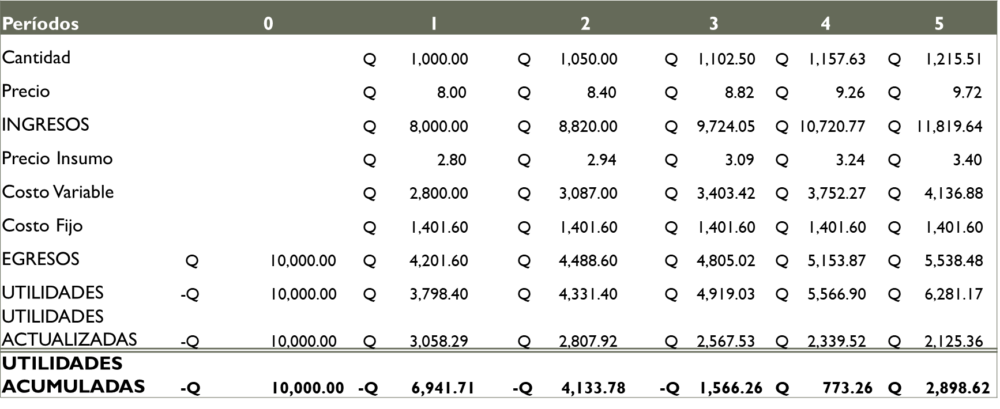 Períodos 0 1 2 3 4 5
Cantidad Q 1,000.00 Q 1,050.00 Q 1,102.50 Q 1,157.63 Q 1,215.51
Precio Q 8.00 Q 8.40 Q 8.82 Q 9.26 Q 9.72
INGRESOS Q 8,000.00 Q 8,820.00 Q 9,724.05 Q 10,720.77 Q 11,819.64
Precio Insumo Q 2.80 Q 2.94 Q 3.09 Q 3.24 Q 3.40
Costo Variable Q 2,800.00 Q 3,087.00 Q 3,403.42 Q 3,752.27 Q 4,136.88
Costo Fijo Q 1,401.60 Q 1,401.60 Q 1,401.60 Q 1,401.60 Q 1,401.60
EGRESOS Q 10,000.00 Q 4,201.60 Q 4,488.60 Q 4,805.02 Q 5,153.87 Q 5,538.48
UTILIDADES -Q 10,000.00 Q 3,798.40 Q 4,331.40 Q 4,919.03 Q 5,566.90 Q 6,281.17
UTILIDADES
ACTUALIZADAS -Q 10,000.00 Q 3,058.29 Q 2,807.92 Q 2,567.53 Q 2,339.52 Q 2,125.36
UTILIDADES
ACUMULADAS -Q 10,000.00 -Q 6,941.71 -Q 4,133.78 -Q 1,566.26 Q 773.26 Q 2,898.62